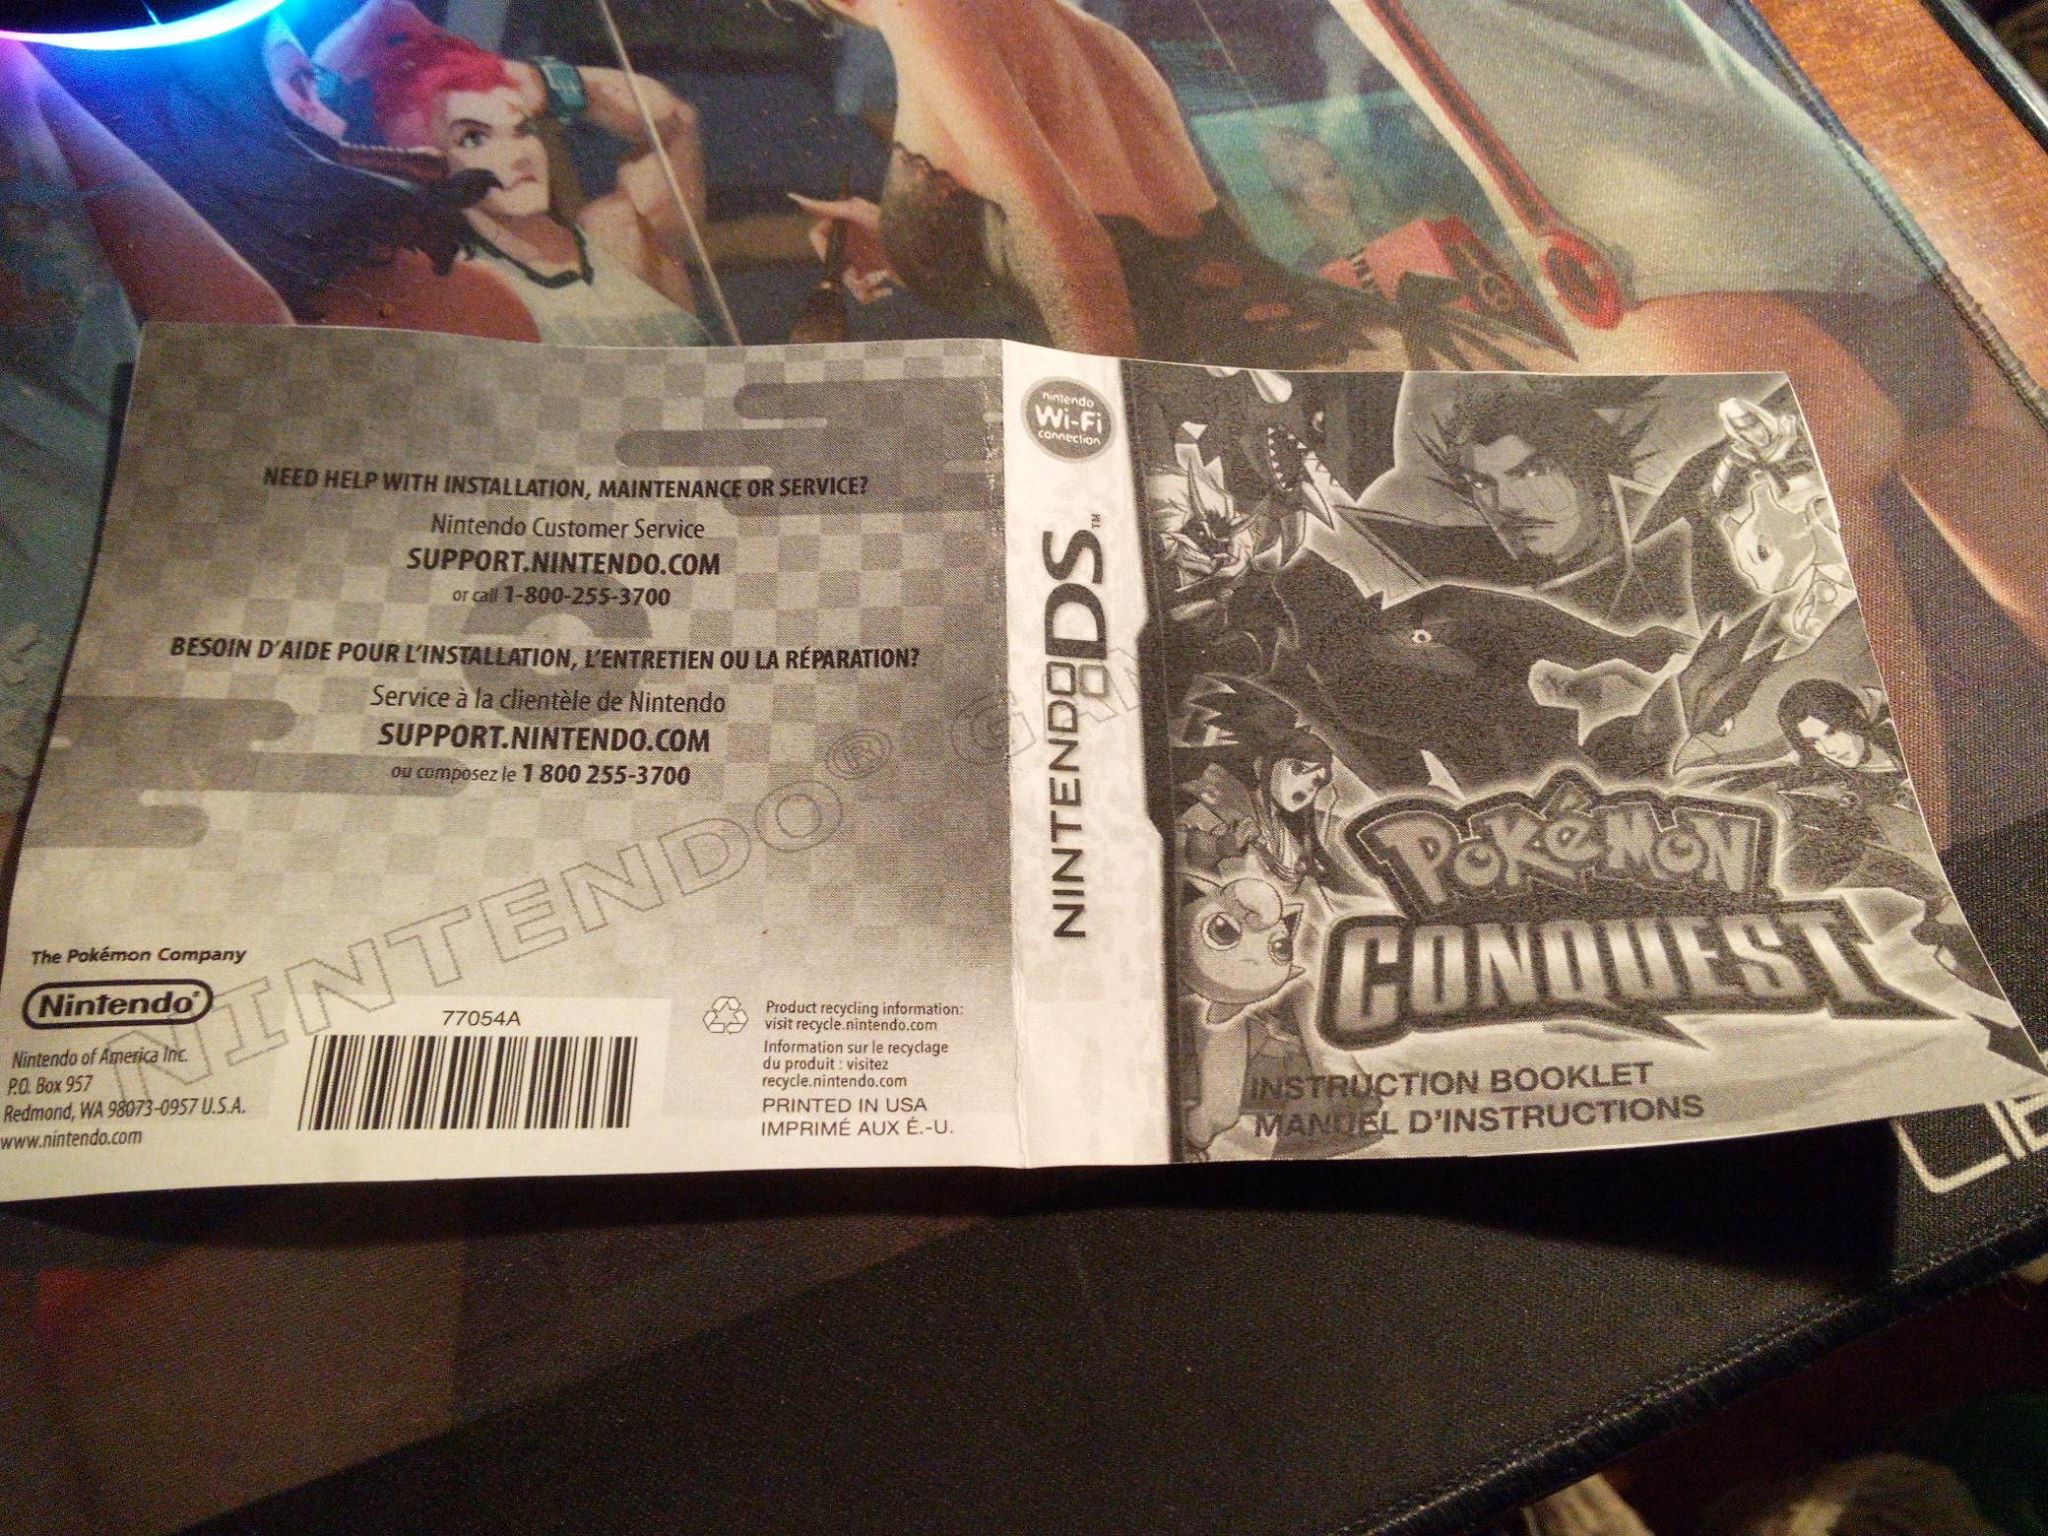 NEED HELP WITH INSTALLATION, MAINTENANCE OR SERVICE?
Nintendo Customer Service
SUPPORT.NINTENDO.COM
or call 1-800-255-3700
BESOIN D'AIDE POUR L'INSTALLATION, L'ENTRETIEN OU LA RÉPARATION?
Service à la clientèle de Nintendo
SUPPORT.NINTENDO.COM
ou composez le 1 800 255-3700
NINTENDO® GAM
The Pokémon Company
Nintendo®
Nintendo of America Inc.
P.O. Box 957
Redmond, WA 98073-0957 U.S.A.
www.nintendo.com
77054A
Product recycling information:
visit recycle.nintendo.com
Information sur le recyclage
du produit : visitez
recycle.nintendo.com
PRINTED IN USA
IMPRIMÉ AUX É.-U.
nintendo
Wi-Fi
connection
NINTENDO DS™
POKéMON
CONQUEST
INSTRUCTION BOOKLET
MANUEL D'INSTRUCTIONS